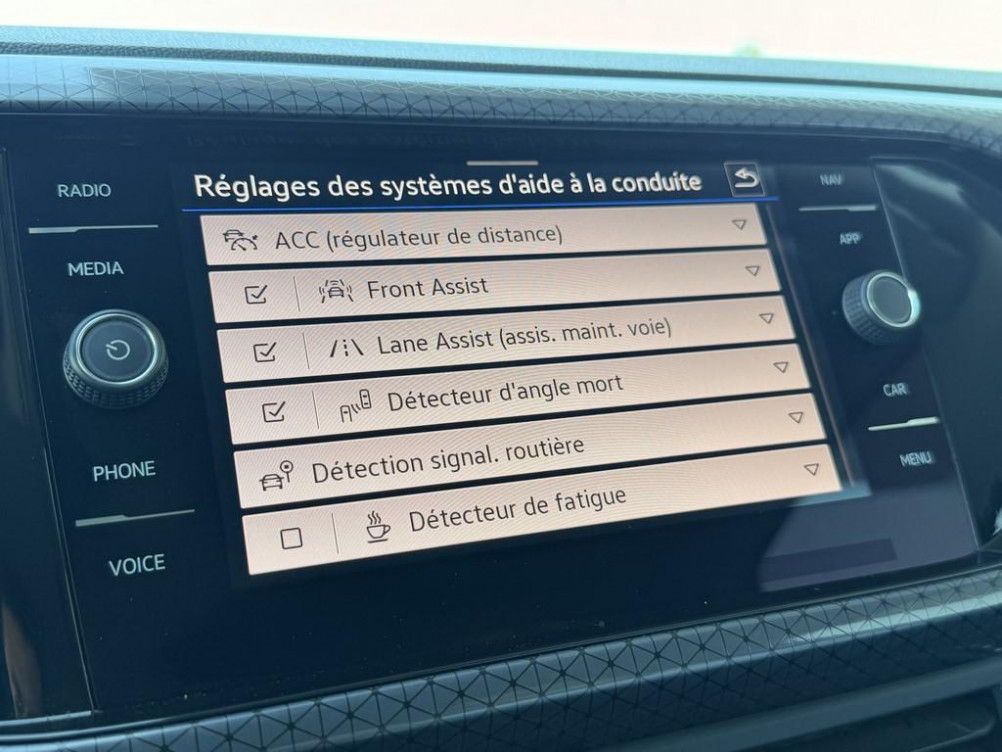 Réglages des systèmes d'aide à la conduite
RADIO
MEDIA
PHONE
VOICE
ACC (régulateur de distance)
Front Assist
Lane Assist (assis. maint. voie)
Détecteur d'angle mort
Détection signal. routière
Détecteur de fatigue
NAV
APP
CAR
MENU